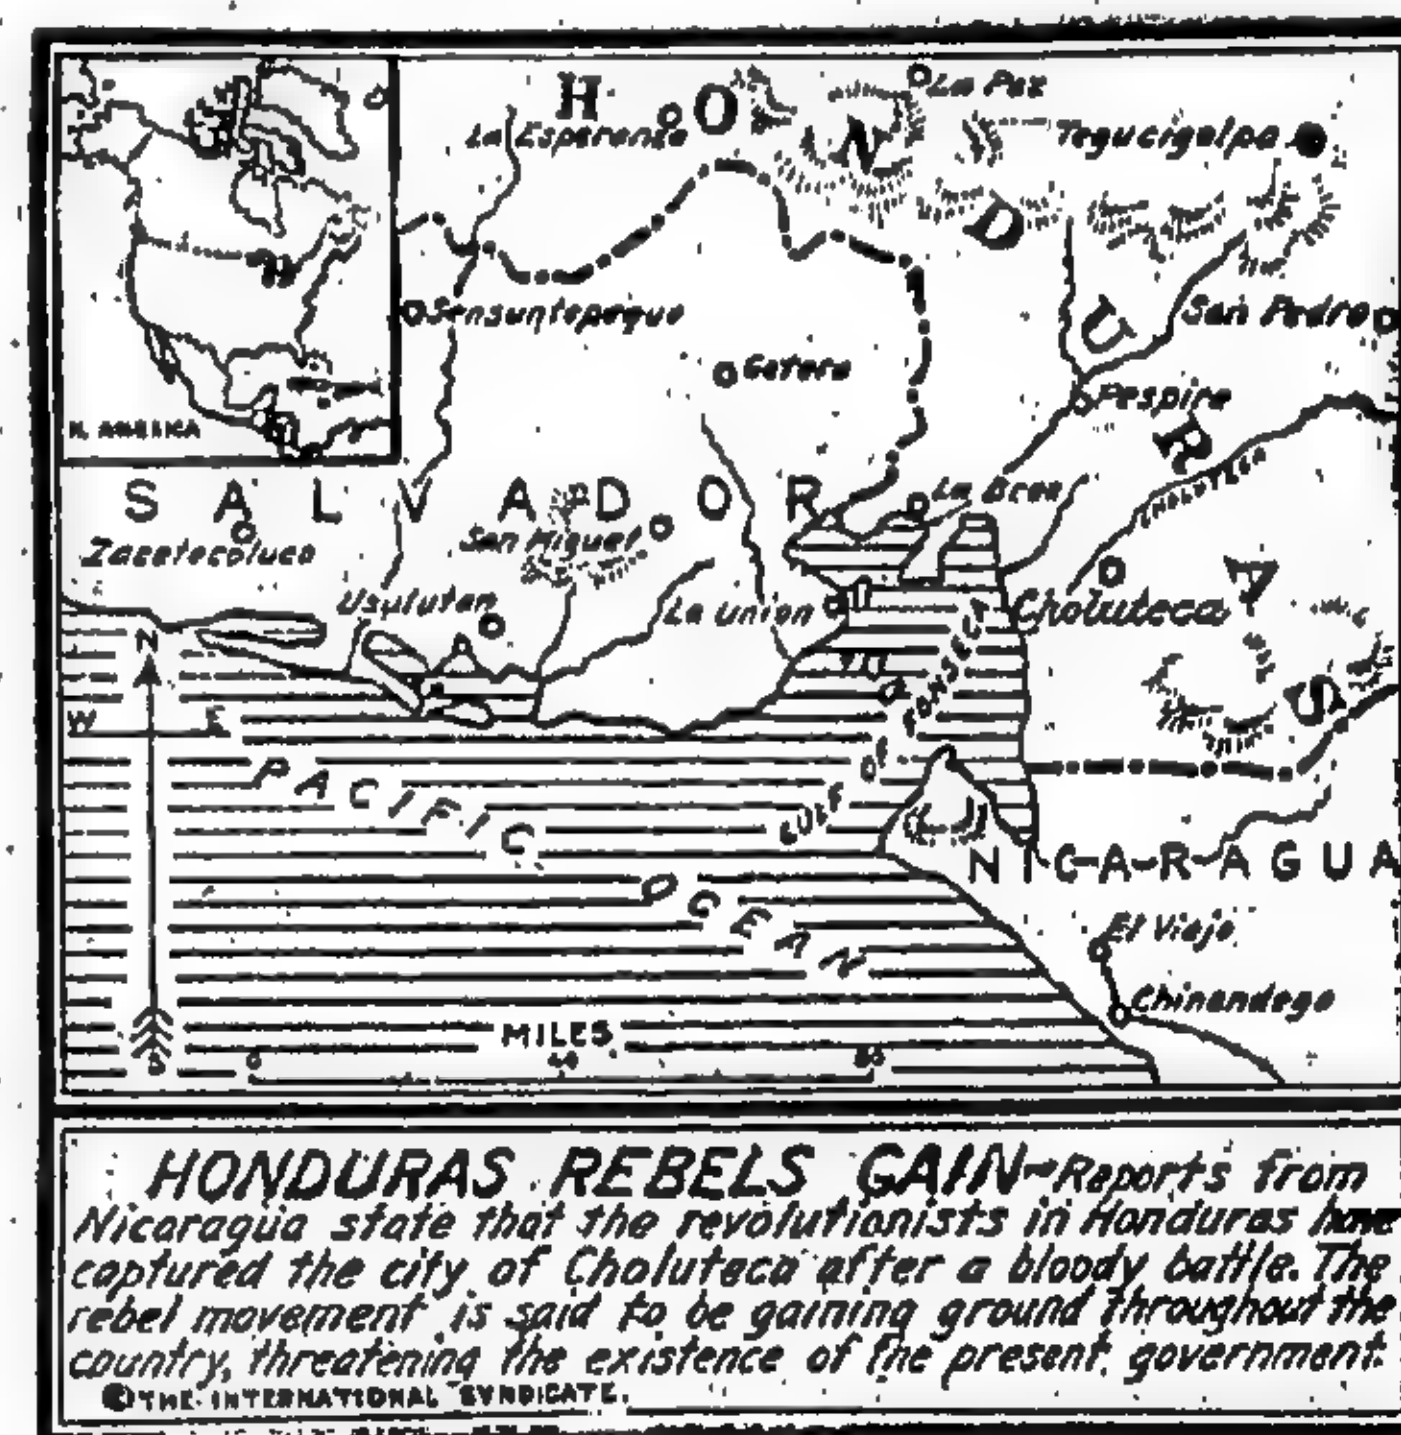 HONDURAS
La Paz
La Esperanza
Tegucigalpa
Sensuntepeque
San Pedro
Gotera
Pespire
N. AMERICA
CHOLUTECA
SALVADOR
La Brea
Zacatecoluca
San Miguel
Usulutan
La Union
Choluteca
N
W E
S
GULF OF FONSECA
PACIFIC OCEAN
NICARAGUA
El Viejo
Chinandega
MILES
0 40 80
HONDURAS REBELS GAIN—Reports from
Nicaragua state that the revolutionists in Honduras have
captured the city of Choluteca after a bloody battle. The
rebel movement is said to be gaining ground throughout the
country, threatening the existence of the present government.
© THE INTERNATIONAL SYNDICATE.